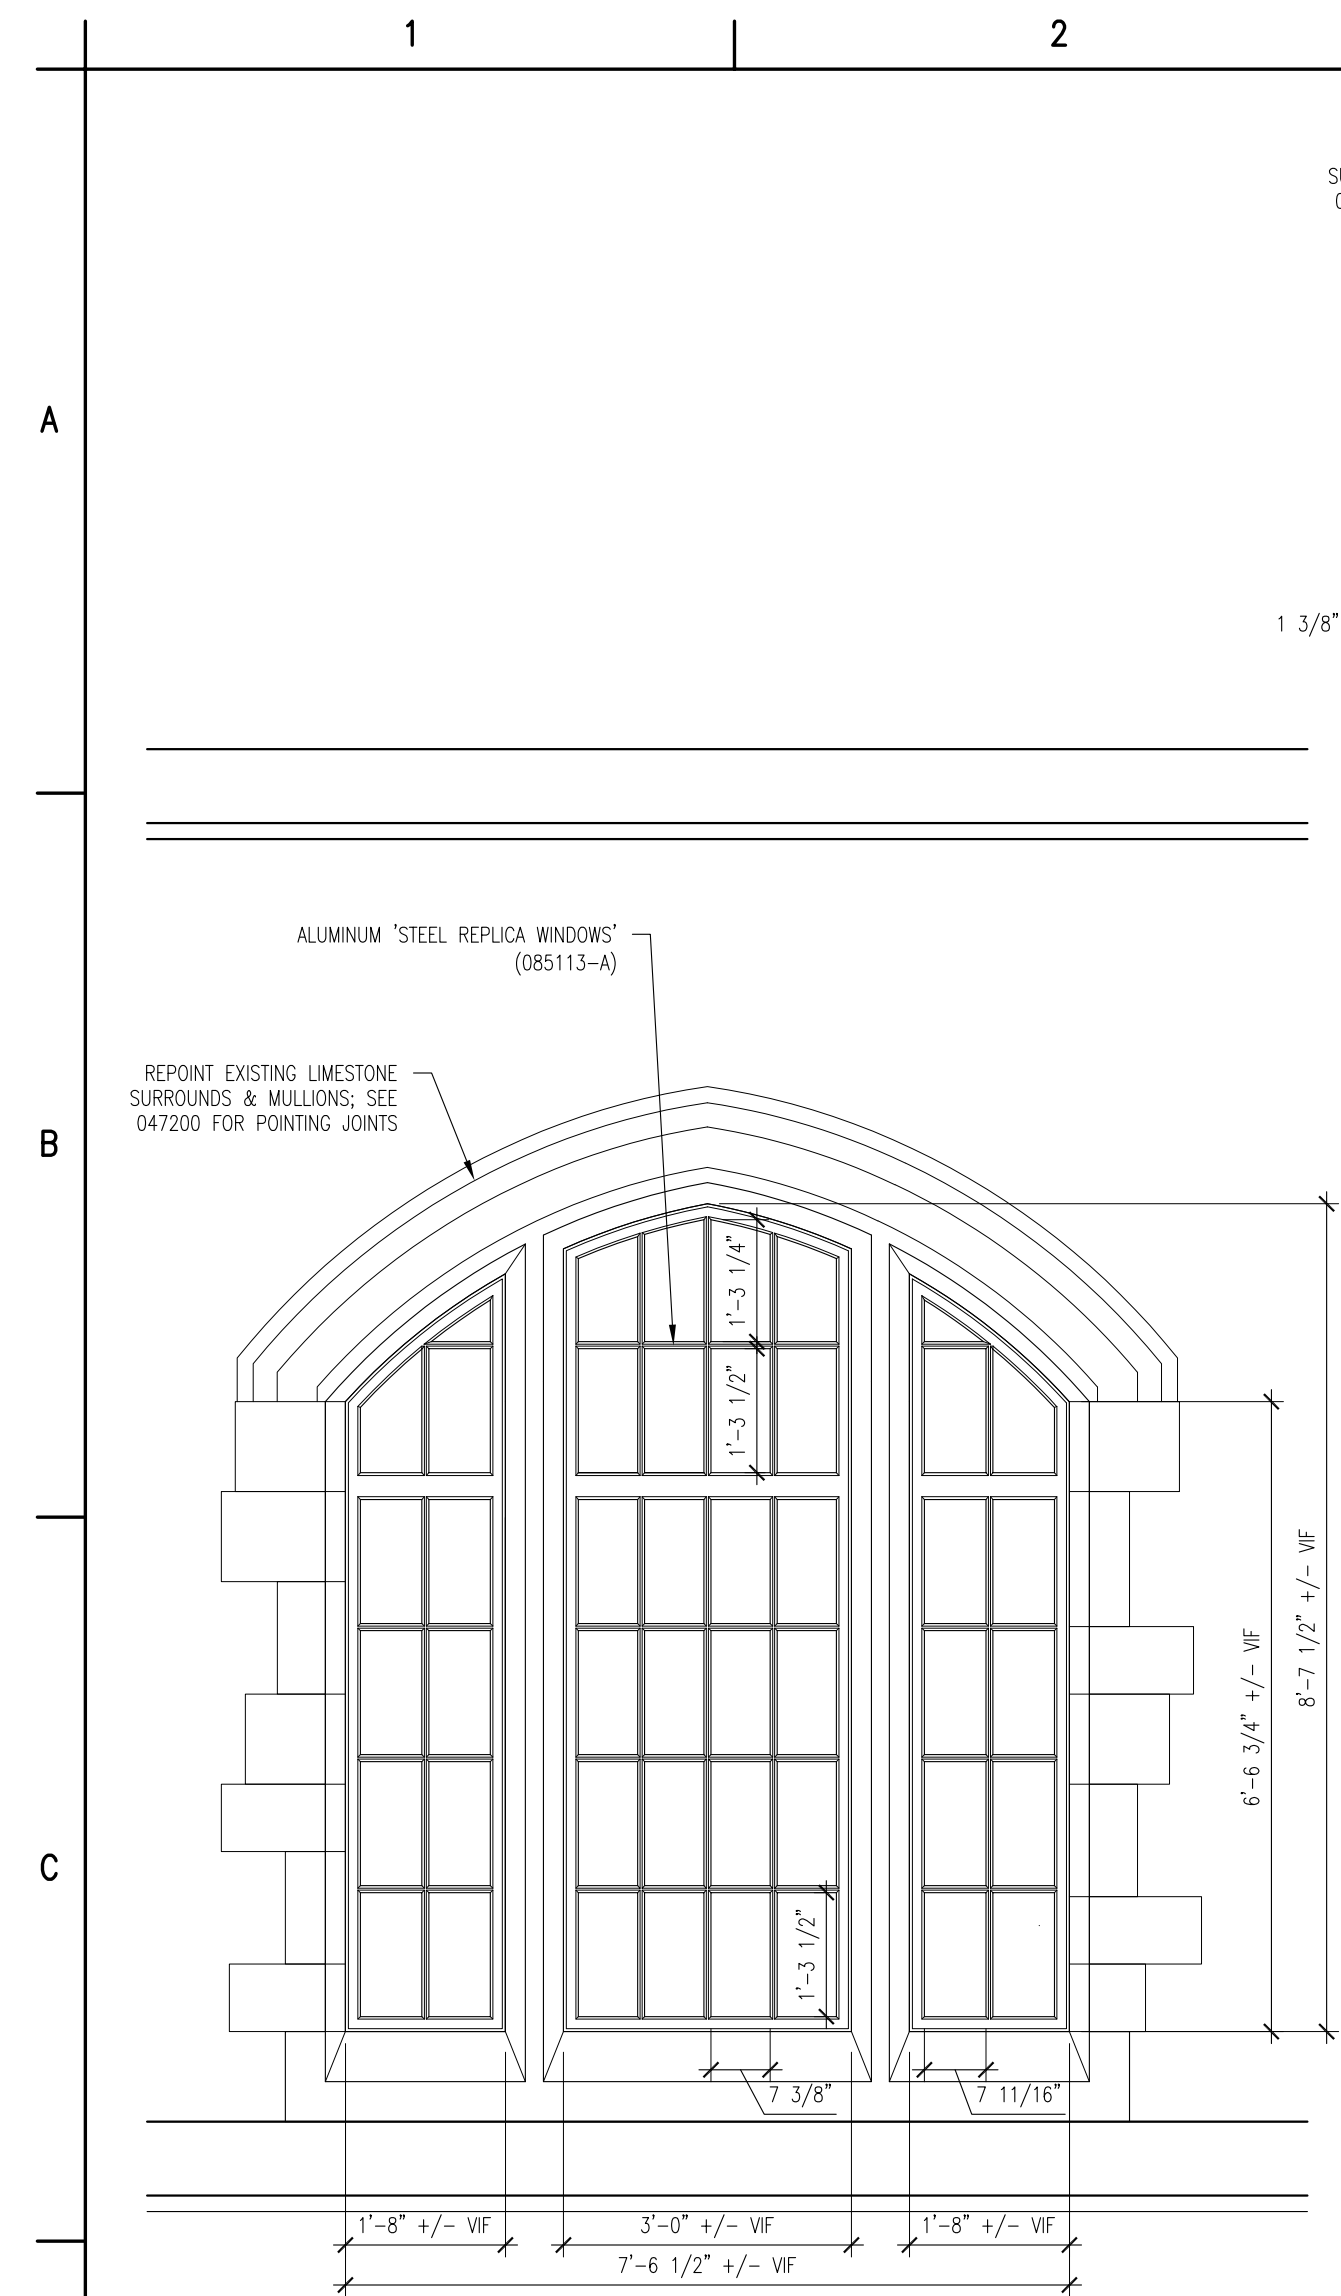 1
2
SU
A
1 3/8"
ALUMINUM 'STEEL REPLICA WINDOWS'
(085113-A)
REPOINT EXISTING LIMESTONE
SURROUNDS & MULLIONS; SEE
047200 FOR POINTING JOINTS
B
1'-3 1/4"
1'-3 1/2"
8'-7 1/2" +/- VIF
6'-6 3/4" +/- VIF
C
1'-3 1/2"
7 3/8"
7 11/16"
1'-8" +/- VIF
3'-0" +/- VIF
1'-8" +/- VIF
7'-6 1/2" +/- VIF